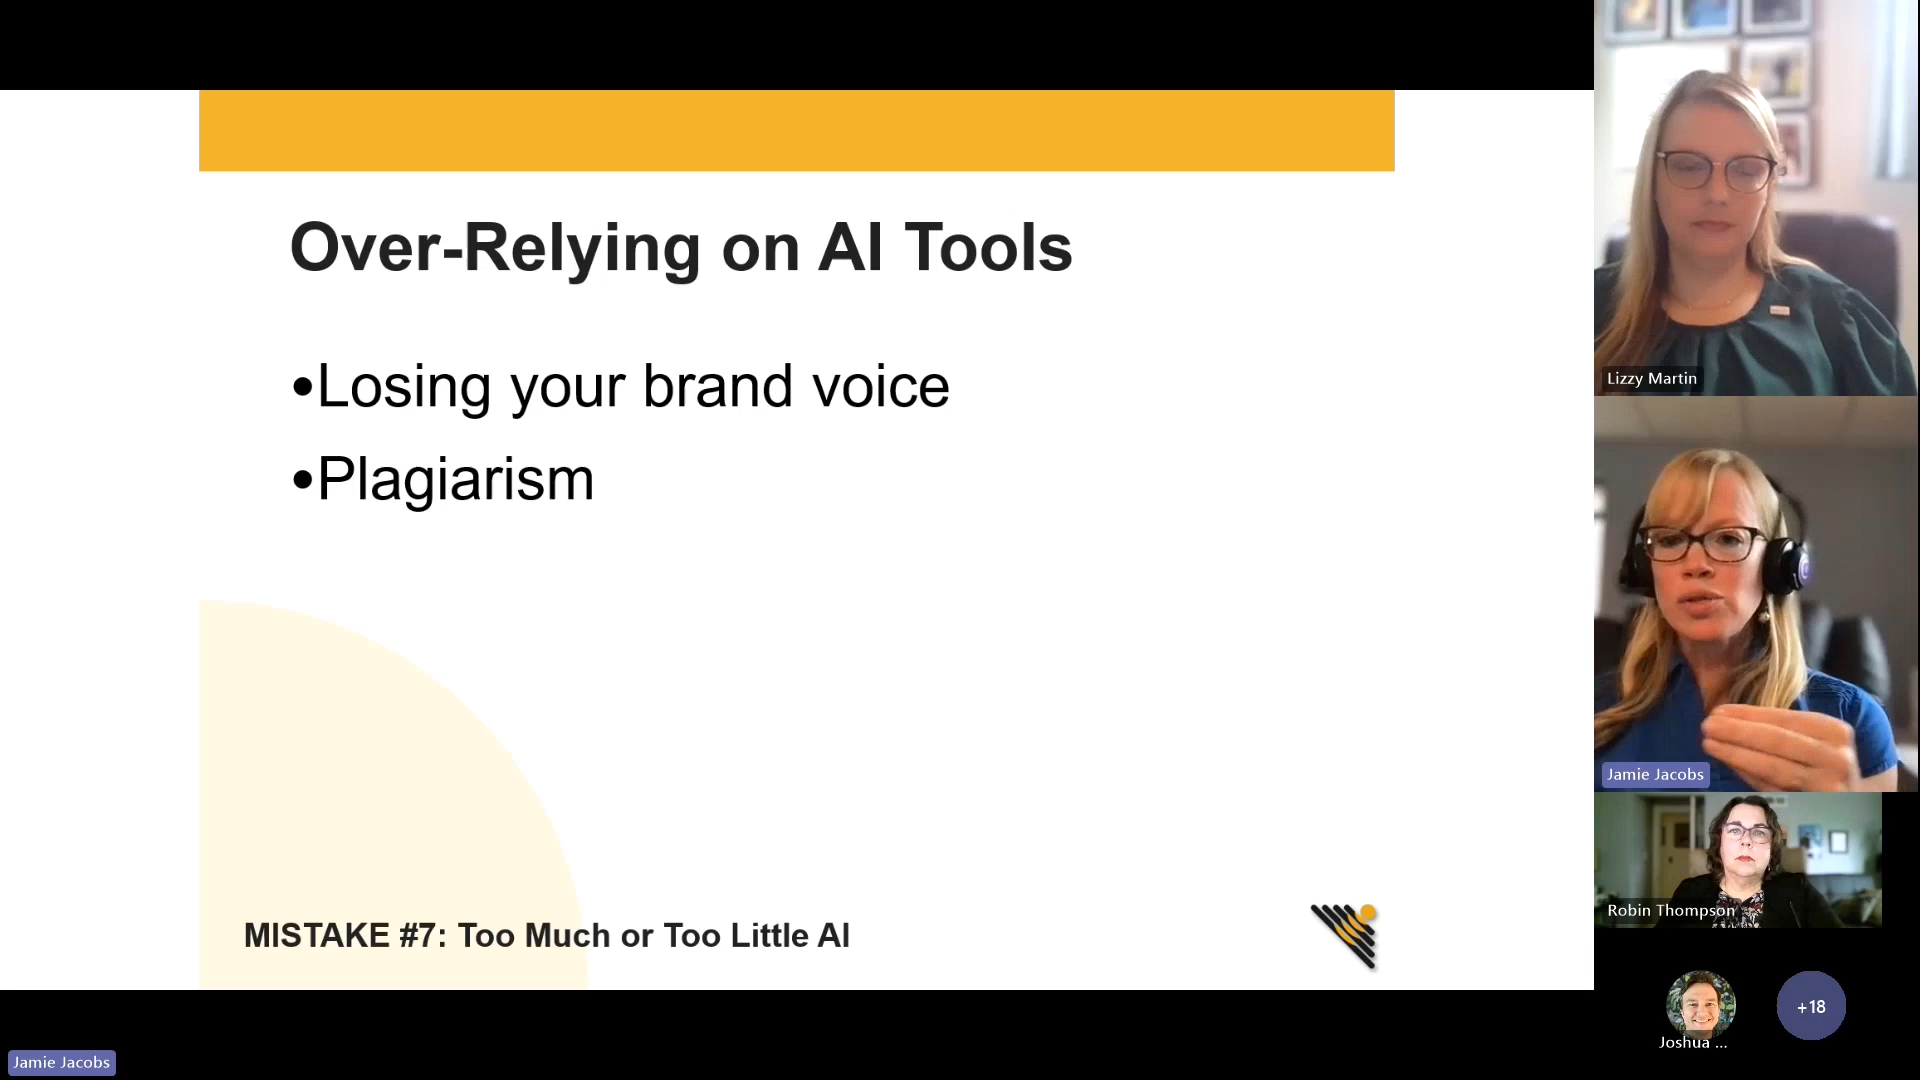 Over-Relying on AI Tools
•Losing your brand voice
•Plagiarism
MISTAKE #7: Too Much or Too Little AI
Lizzy Martin
Jamie Jacobs
Robin Thompson
Joshua ...
+18
Jamie Jacobs